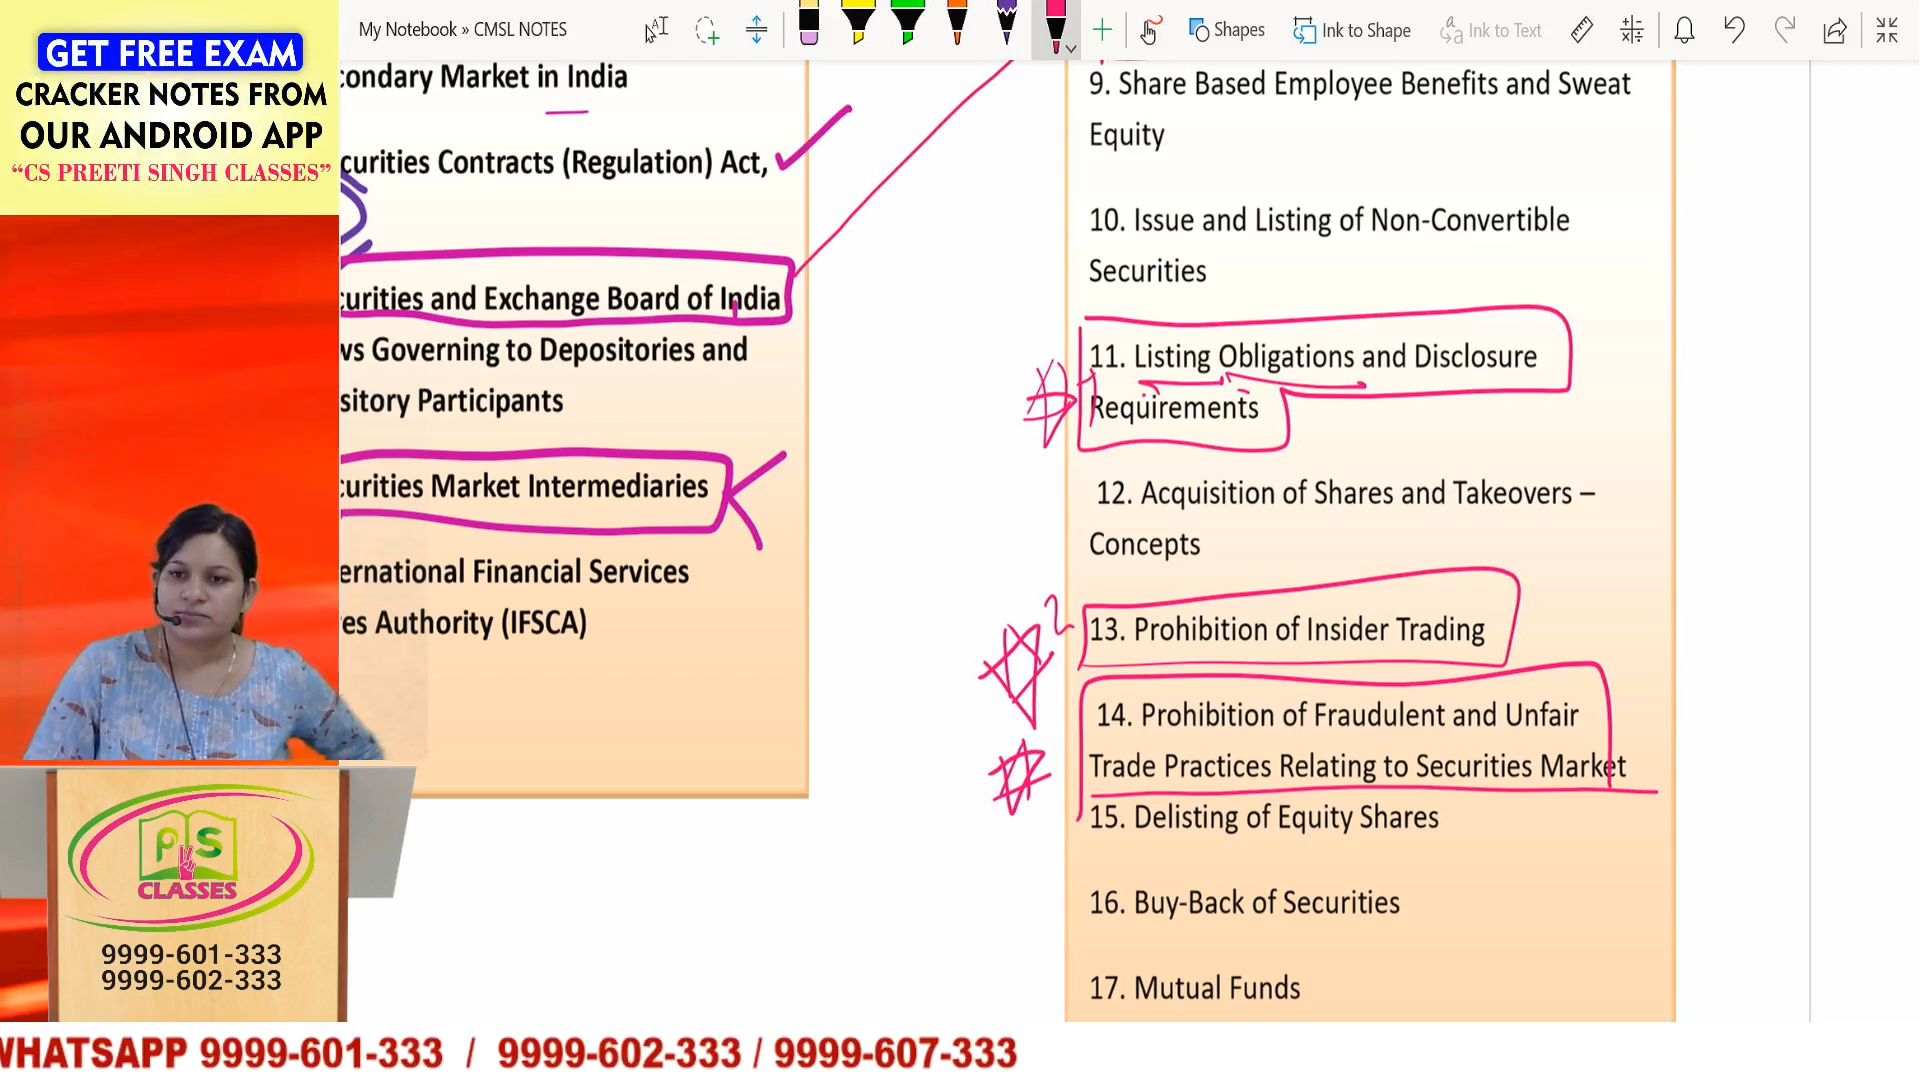 GET FREE EXAM
CRACKER NOTES FROM
OUR ANDROID APP
“CS PREETI SINGH CLASSES”
My Notebook » CMSL NOTES
Shapes
Ink to Shape
Ink to Text
condary Market in India
curities Contracts (Regulation) Act,
curities and Exchange Board of India
ws Governing to Depositories and
sitory Participants
curities Market Intermediaries
ernational Financial Services
res Authority (IFSCA)
9. Share Based Employee Benefits and Sweat
Equity
10. Issue and Listing of Non-Convertible
Securities
11. Listing Obligations and Disclosure
Requirements
12. Acquisition of Shares and Takeovers –
Concepts
2
13. Prohibition of Insider Trading
14. Prohibition of Fraudulent and Unfair
Trade Practices Relating to Securities Market
15. Delisting of Equity Shares
16. Buy-Back of Securities
17. Mutual Funds
PS
CLASSES
9999-601-333
9999-602-333
WHATSAPP 9999-601-333 / 9999-602-333 / 9999-607-333